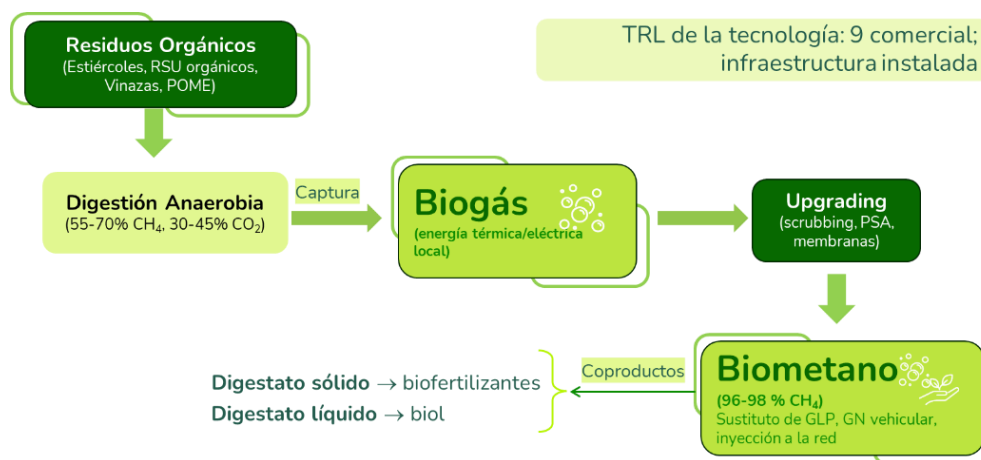 Residuos Orgánicos
(Estiércoles, RSU orgánicos,
Vinazas, POME)
TRL de la tecnología: 9 comercial;
infraestructura instalada
Digestión Anaerobia
(55-70% CH₄, 30-45% CO₂)
Captura
Biogás
(energía térmica/eléctrica
local)
Upgrading
(scrubbing, PSA,
membranas)
Biometano
(96-98 % CH₄)
Sustituto de GLP, GN vehicular,
inyección a la red
Coproductos
Digestato sólido → biofertilizantes
Digestato líquido → biol